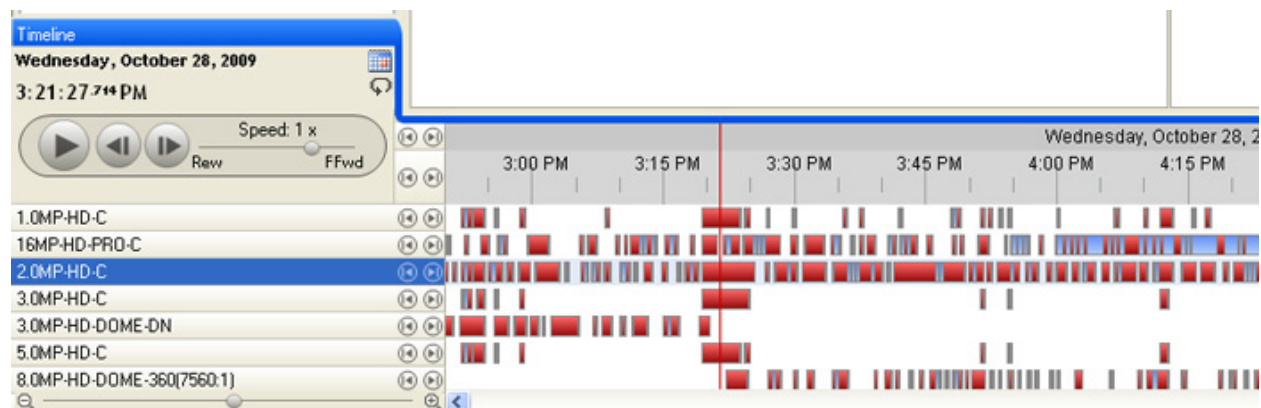 Timeline
Wednesday, October 28, 2009
3:21:27.714 PM
Speed: 1 x
Rew FFwd
Wednesday, October 28, 2
3:00 PM 3:15 PM 3:30 PM 3:45 PM 4:00 PM 4:15 PM
1.0MP-HD-C
16MP-HD-PRO-C
2.0MP-HD-C
3.0MP-HD-C
3.0MP-HD-DOME-DN
5.0MP-HD-C
8.0MP-HD-DOME-360(7560:1)